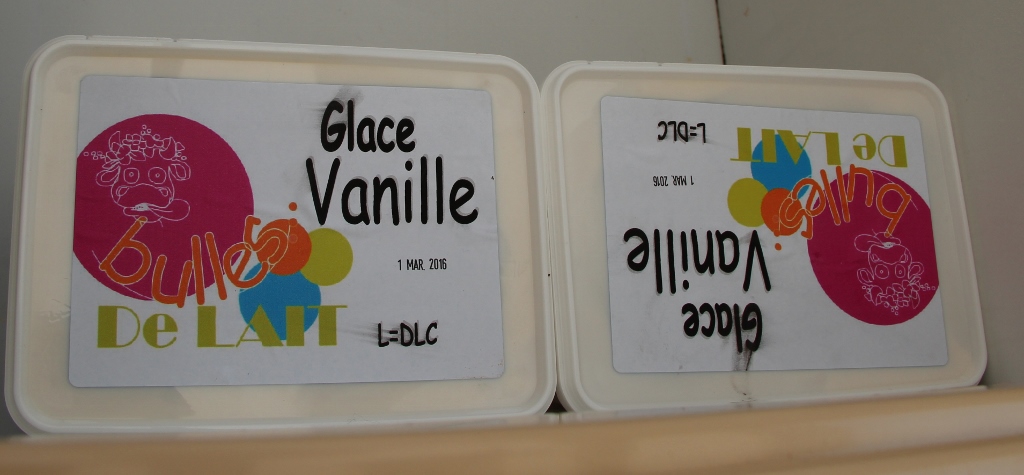 Glace
Vanille
bulles
De LAIT
1 MAR. 2016
L=DLC
Glace
Vanille
bulles
De LAIT
1 MAR. 2016
L=DLC